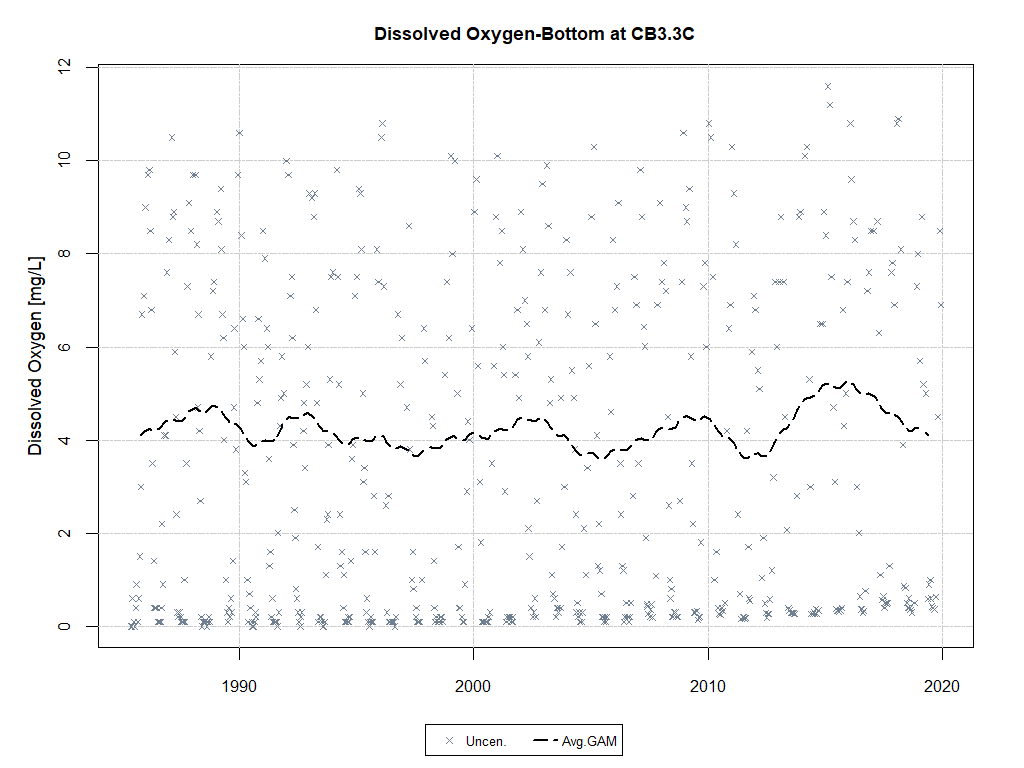 Dissolved Oxygen-Bottom at CB3.3C
Dissolved Oxygen [mg/L]
12
10
8
6
4
2
0
1990 2000 2010 2020
Uncen. Avg.GAM